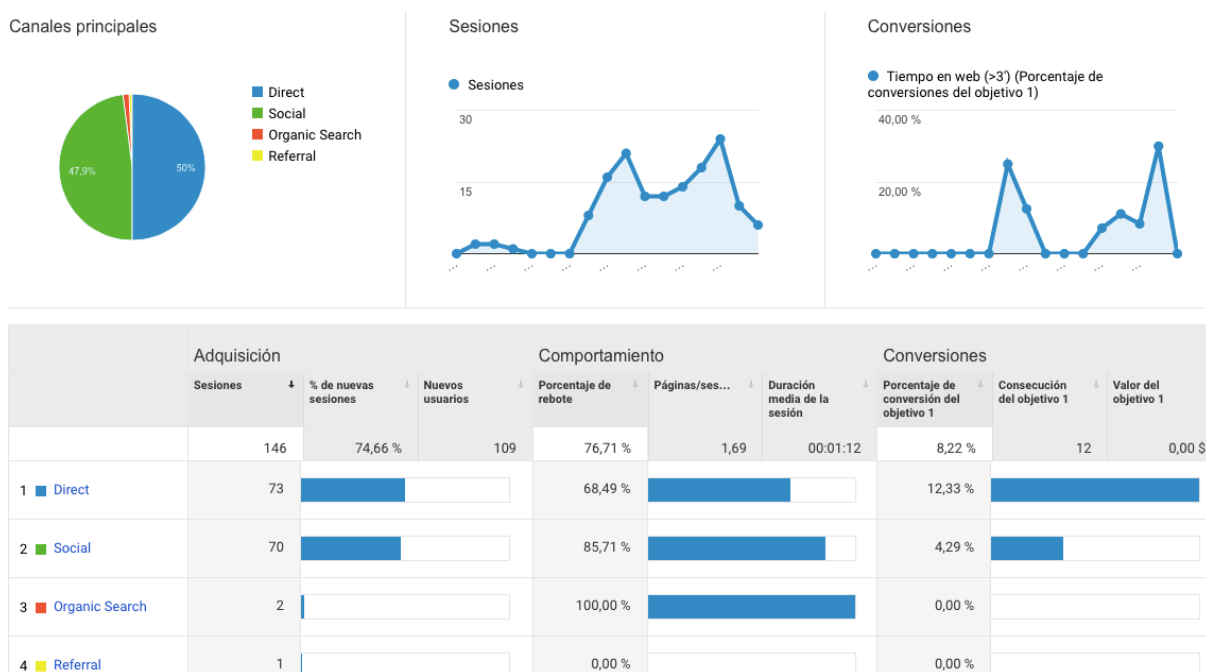 Canales principales
Direct
Social
Organic Search
Referral
47,9%
50%
Sesiones
Sesiones
30
15
Conversiones
Tiempo en web (>3') (Porcentaje de
conversiones del objetivo 1)
40,00 %
20,00 %
Adquisición Comportamiento Conversiones
Sesiones % de nuevas sesiones Nuevos usuarios Porcentaje de rebote Páginas/ses... Duración media de la sesión Porcentaje de conversión del objetivo 1 Consecución del objetivo 1 Valor del objetivo 1
146 74,66 % 109 76,71 % 1,69 00:01:12 8,22 % 12 0,00 $
1 Direct 73 68,49 % 12,33 %
2 Social 70 85,71 % 4,29 %
3 Organic Search 2 100,00 % 0,00 %
4 Referral 1 0,00 % 0,00 %